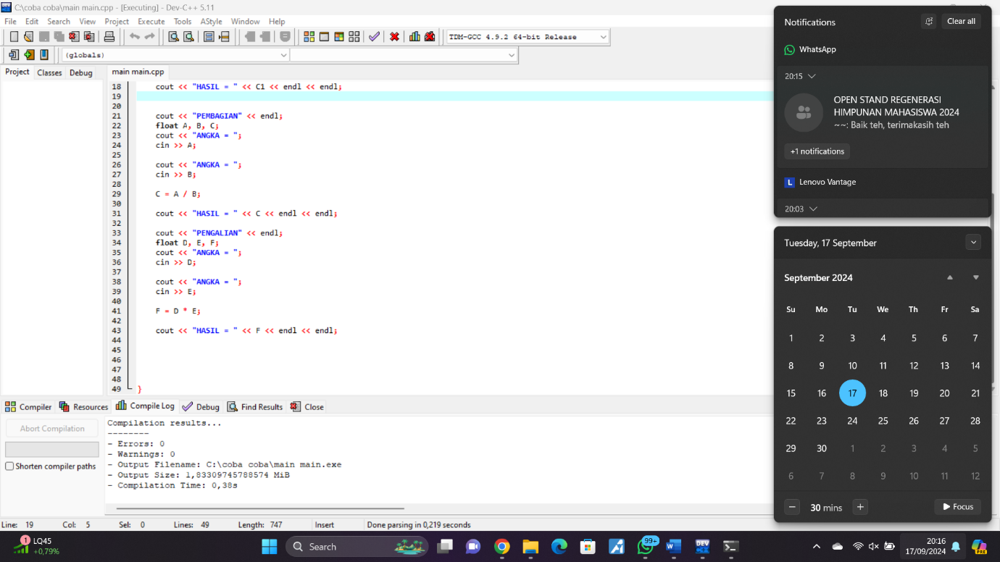 C:\coba coba\main main.cpp - [Executing] - Dev-C++ 5.11
File Edit Search View Project Execute Tools AStyle Window Help
TDM-GCC 4.9.2 64-bit Release
(globals)
Project Classes Debug
main main.cpp
18 cout << "HASIL = " << C1 << endl << endl;
19
20
21 cout << "PEMBAGIAN" << endl;
22 float A, B, C;
23 cout << "ANGKA = ";
24 cin >> A;
25
26 cout << "ANGKA = ";
27 cin >> B;
28
29 C = A / B;
30
31 cout << "HASIL = " << C << endl << endl;
32
33 cout << "PENGALIAN" << endl;
34 float D, E, F;
35 cout << "ANGKA = ";
36 cin >> D;
37
38 cout << "ANGKA = ";
39 cin >> E;
40
41 F = D * E;
42
43 cout << "HASIL = " << F << endl << endl;
44
45
46
47
48
49 }
Compiler Resources Compile Log Debug Find Results Close
Abort Compilation
Shorten compiler paths
Compilation results...
--------
- Errors: 0
- Warnings: 0
- Output Filename: C:\coba coba\main main.exe
- Output Size: 1,83309745788574 MiB
- Compilation Time: 0,38s
Line: 19 Col: 5 Sel: 0 Lines: 49 Length: 747 Insert Done parsing in 0,219 seconds
Notifications Clear all
WhatsApp
20:15
OPEN STAND REGENERASI
HIMPUNAN MAHASISWA 2024
~~: Baik teh, terimakasih teh
+1 notifications
L Lenovo Vantage
20:03
Tuesday, 17 September
September 2024
Su Mo Tu We Th Fr Sa
1 2 3 4 5 6 7
8 9 10 11 12 13 14
15 16 17 18 19 20 21
22 23 24 25 26 27 28
29 30 1 2 3 4 5
6 7 8 9 10 11 12
30 mins Focus
1 LQ45
+0,79%
Search
99+
W
DEV
PRE
20:16
17/09/2024